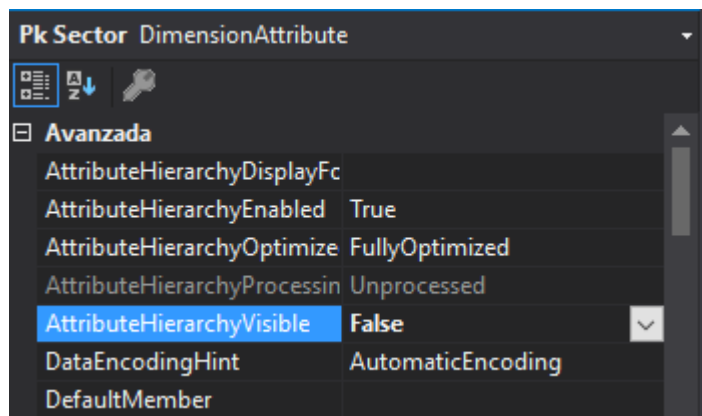 Pk Sector DimensionAttribute
Avanzada
AttributeHierarchyDisplayFc
AttributeHierarchyEnabled True
AttributeHierarchyOptimize FullyOptimized
AttributeHierarchyProcessin Unprocessed
AttributeHierarchyVisible False
DataEncodingHint AutomaticEncoding
DefaultMember